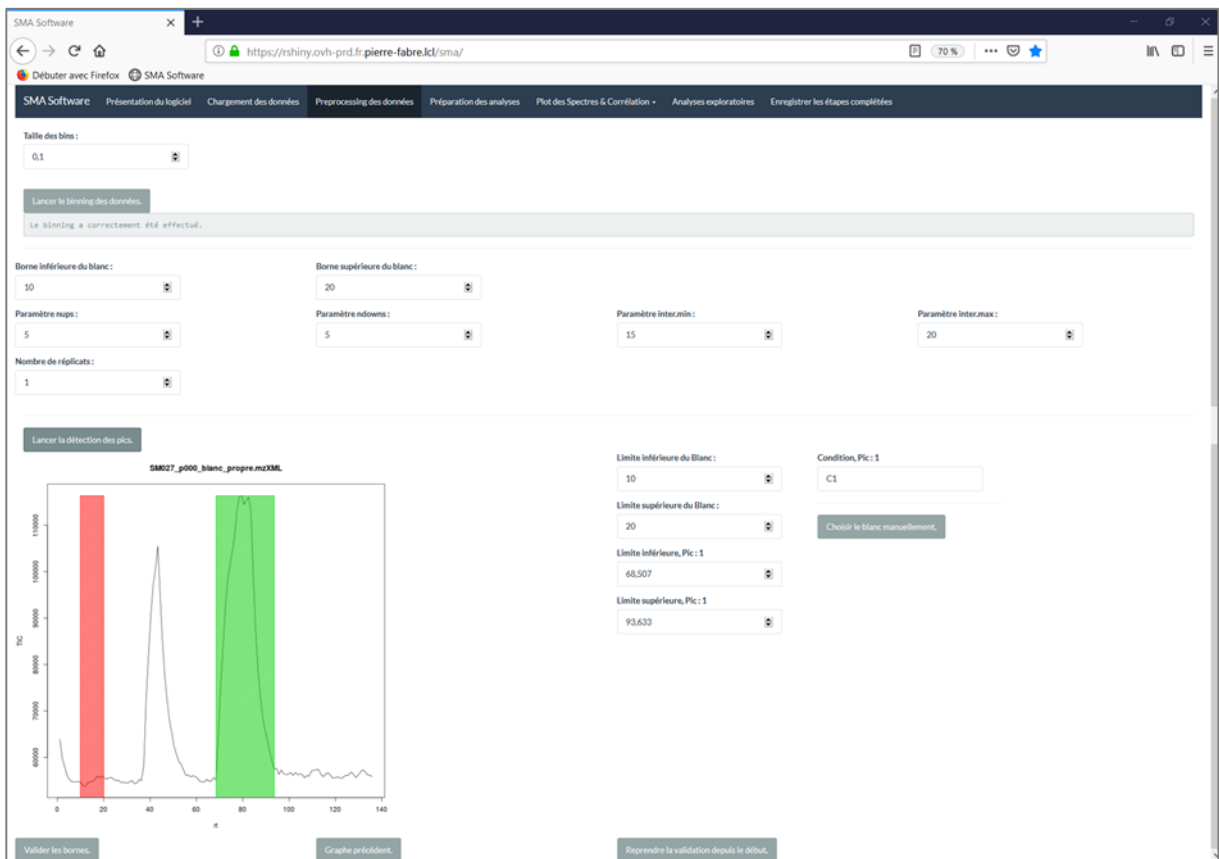 SMA Software
https://rshiny.ovh-prd.fr.pierre-fabre.lcl/sma/
70 %
Débuter avec Firefox SMA Software
SMA Software Présentation du logiciel Chargement des données Preprocessing des données Préparation des analyses Plot des Spectres & Corrélation Analyses exploratoires Enregistrer les étapes complétées
Taille des bins :
0,1
Lancer le binning des données.
Le binning a correctement été effectué.
Borne inférieure du blanc : Borne supérieure du blanc :
10 20
Paramètre nups : Paramètre ndowns : Paramètre inter.min : Paramètre inter.max :
5 5 15 20
Nombre de réplicats :
1
Lancer la détection des pics.
SM027_p000_blanc_propre.mzXML
TIC
110000
100000
90000
80000
70000
60000
0 20 40 60 80 100 120 140
rt
Limite inférieure du Blanc : Condition, Pic : 1
10 C1
Limite supérieure du Blanc :
20 Choisir le blanc manuellement.
Limite inférieure, Pic : 1
68,507
Limite supérieure, Pic : 1
93,633
Valider les bornes. Graphe précédent. Reprendre la validation depuis le début.